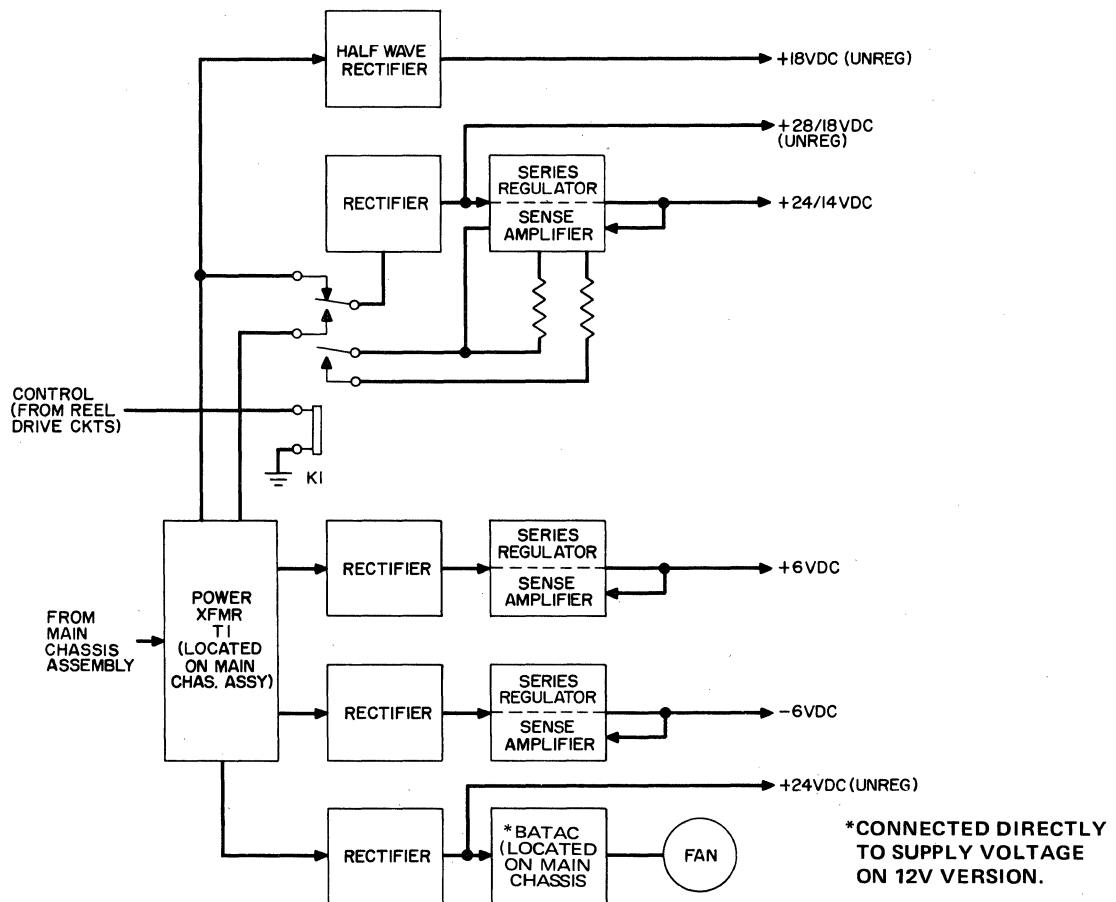 HALF WAVE
RECTIFIER
+18VDC (UNREG)
+28/18VDC
(UNREG)
RECTIFIER
SERIES
REGULATOR
SENSE
AMPLIFIER
+24/14VDC
CONTROL
(FROM REEL
DRIVE CKTS)
K1
POWER
XFMR
T1
(LOCATED
ON MAIN
CHAS. ASSY)
FROM
MAIN
CHASSIS
ASSEMBLY
RECTIFIER
SERIES
REGULATOR
SENSE
AMPLIFIER
+6VDC
RECTIFIER
SERIES
REGULATOR
SENSE
AMPLIFIER
-6VDC
+24VDC (UNREG)
RECTIFIER
*BATAC
(LOCATED
ON MAIN
CHASSIS
FAN
*CONNECTED DIRECTLY
TO SUPPLY VOLTAGE
ON 12V VERSION.